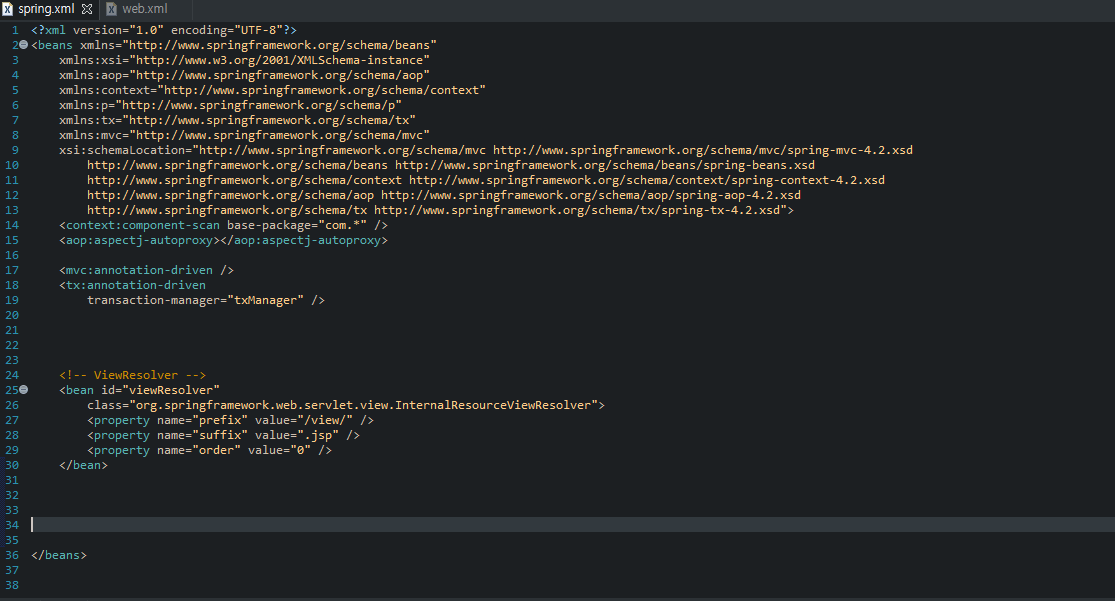 spring.xml web.xml
1 <?xml version="1.0" encoding="UTF-8"?>
2 <beans xmlns="http://www.springframework.org/schema/beans"
3 xmlns:xsi="http://www.w3.org/2001/XMLSchema-instance"
4 xmlns:aop="http://www.springframework.org/schema/aop"
5 xmlns:context="http://www.springframework.org/schema/context"
6 xmlns:p="http://www.springframework.org/schema/p"
7 xmlns:tx="http://www.springframework.org/schema/tx"
8 xmlns:mvc="http://www.springframework.org/schema/mvc"
9 xsi:schemaLocation="http://www.springframework.org/schema/mvc http://www.springframework.org/schema/mvc/spring-mvc-4.2.xsd
10 http://www.springframework.org/schema/beans http://www.springframework.org/schema/beans/spring-beans.xsd
11 http://www.springframework.org/schema/context http://www.springframework.org/schema/context/spring-context-4.2.xsd
12 http://www.springframework.org/schema/aop http://www.springframework.org/schema/aop/spring-aop-4.2.xsd
13 http://www.springframework.org/schema/tx http://www.springframework.org/schema/tx/spring-tx-4.2.xsd">
14 <context:component-scan base-package="com.*" />
15 <aop:aspectj-autoproxy></aop:aspectj-autoproxy>
16
17 <mvc:annotation-driven />
18 <tx:annotation-driven
19 transaction-manager="txManager" />
20
21
22
23
24 <!-- ViewResolver -->
25 <bean id="viewResolver"
26 class="org.springframework.web.servlet.view.InternalResourceViewResolver">
27 <property name="prefix" value="/view/" />
28 <property name="suffix" value=".jsp" />
29 <property name="order" value="0" />
30 </bean>
31
32
33
34
35
36 </beans>
37
38